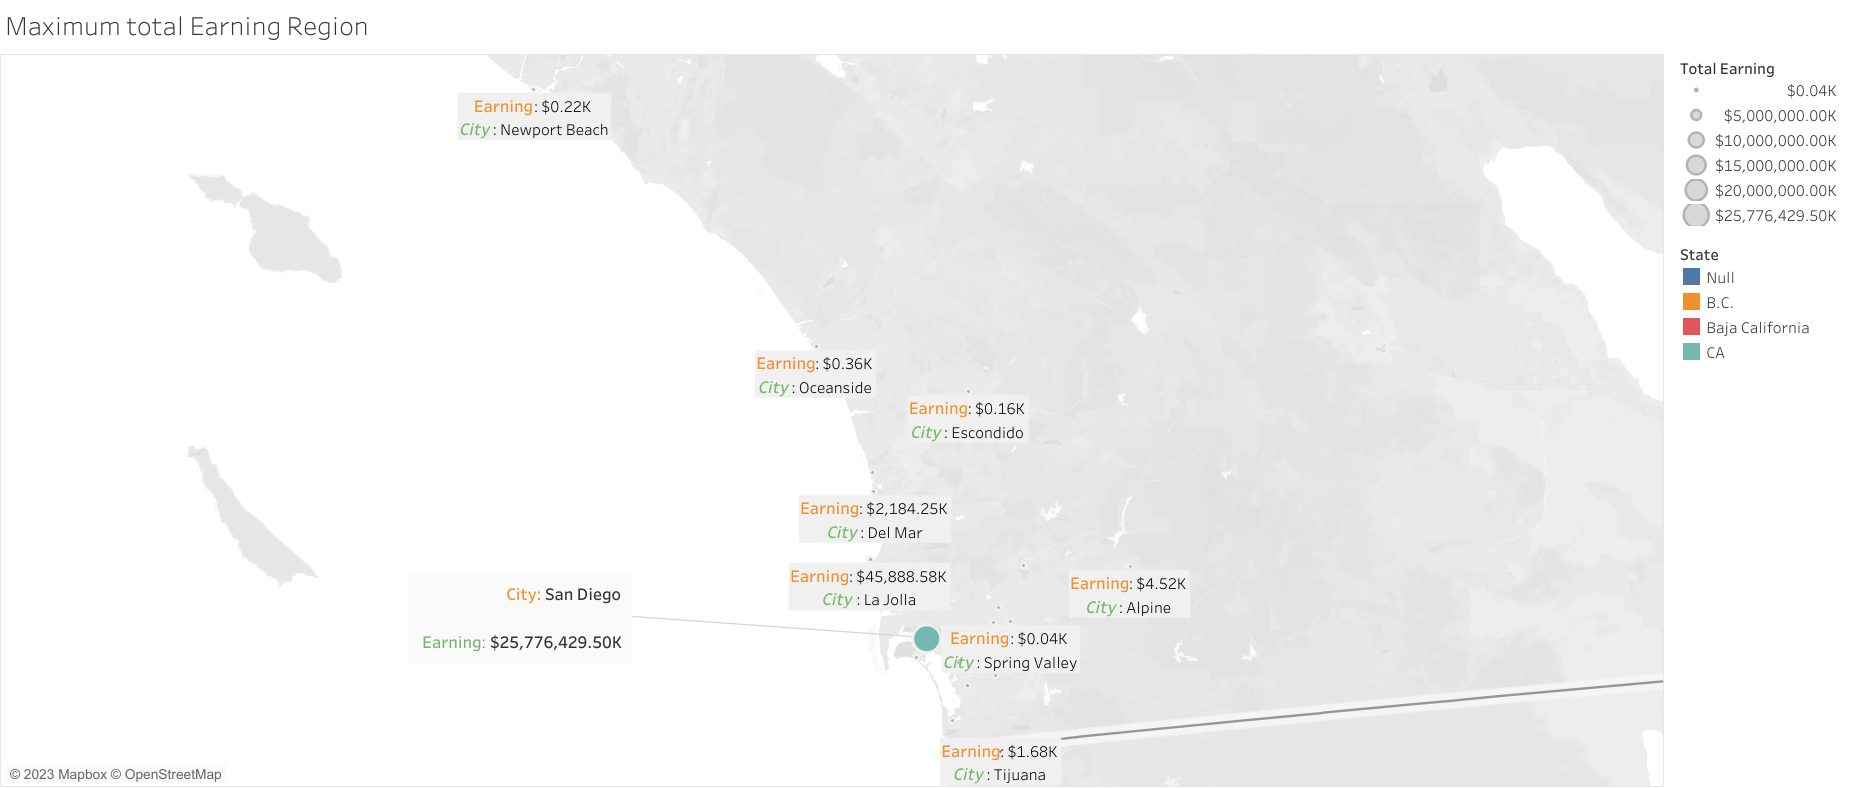 Maximum total Earning Region
Earning: $0.22K
City : Newport Beach
Earning: $0.36K
City : Oceanside
Earning: $0.16K
City : Escondido
Earning: $2,184.25K
City : Del Mar
Earning: $45,888.58K
City : La Jolla
Earning: $4.52K
City : Alpine
City: San Diego
Earning: $25,776,429.50K
Earning: $0.04K
City : Spring Valley
Earning: $1.68K
City : Tijuana
© 2023 Mapbox © OpenStreetMap
Total Earning
$0.04K
$5,000,000.00K
$10,000,000.00K
$15,000,000.00K
$20,000,000.00K
$25,776,429.50K
State
Null
B.C.
Baja California
CA